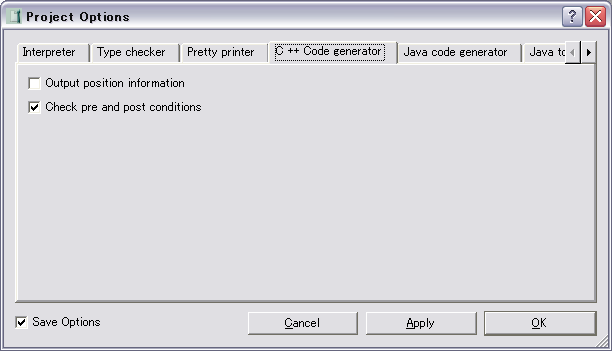 Project Options
Interpreter Type checker Pretty printer C ++ Code generator Java code generator Java
Output position information
Check pre and post conditions
Save Options Cancel Apply OK